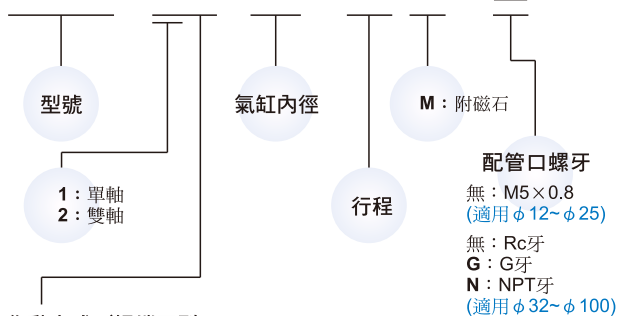 型號
氣缸內徑
M：附磁石
1：單軸
2：雙軸
行程
配管口螺牙
無：M5×0.8
(適用φ12~φ25)
無：Rc牙
G：G牙
N：NPT牙
(適用φ32~φ100)